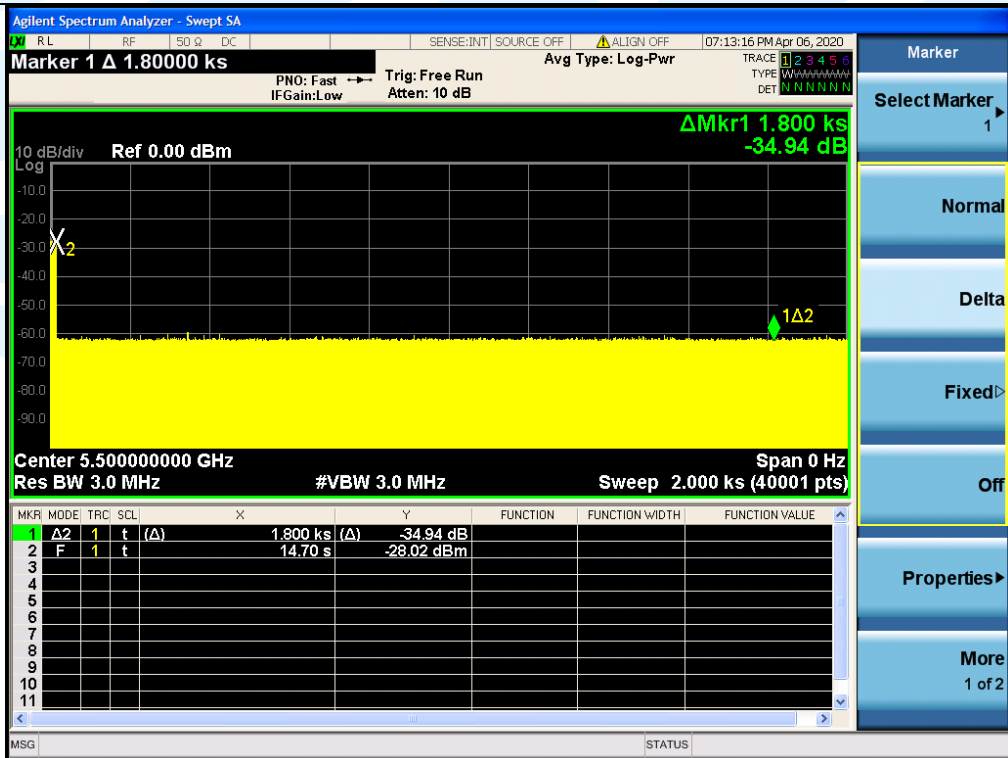 Agilent Spectrum Analyzer - Swept SA
LXI RL RF 50 Ω DC SENSE:INT SOURCE OFF ALIGN OFF 07:13:16 PM Apr 06, 2020
Marker 1 Δ 1.80000 ks Avg Type: Log-Pwr TRACE 1 2 3 4 5 6
PNO: Fast Trig: Free Run TYPE WWWWWW
IFGain:Low Atten: 10 dB DET N N N N N N
ΔMkr1 1.800 ks
-34.94 dB
10 dB/div Ref 0.00 dBm
Log
-10.0
-20.0
-30.0
-40.0
-50.0
-60.0
-70.0
-80.0
-90.0
2
1Δ2
Center 5.500000000 GHz Span 0 Hz
Res BW 3.0 MHz #VBW 3.0 MHz Sweep 2.000 ks (40001 pts)
MKR MODE TRC SCL X Y FUNCTION FUNCTION WIDTH FUNCTION VALUE
1 Δ2 1 t (Δ) 1.800 ks (Δ) -34.94 dB
2 F 1 t 14.70 s -28.02 dBm
3
4
5
6
7
8
9
10
11
MSG STATUS
Marker
Select Marker
1
Normal
Delta
Fixed
Off
Properties
More
1 of 2